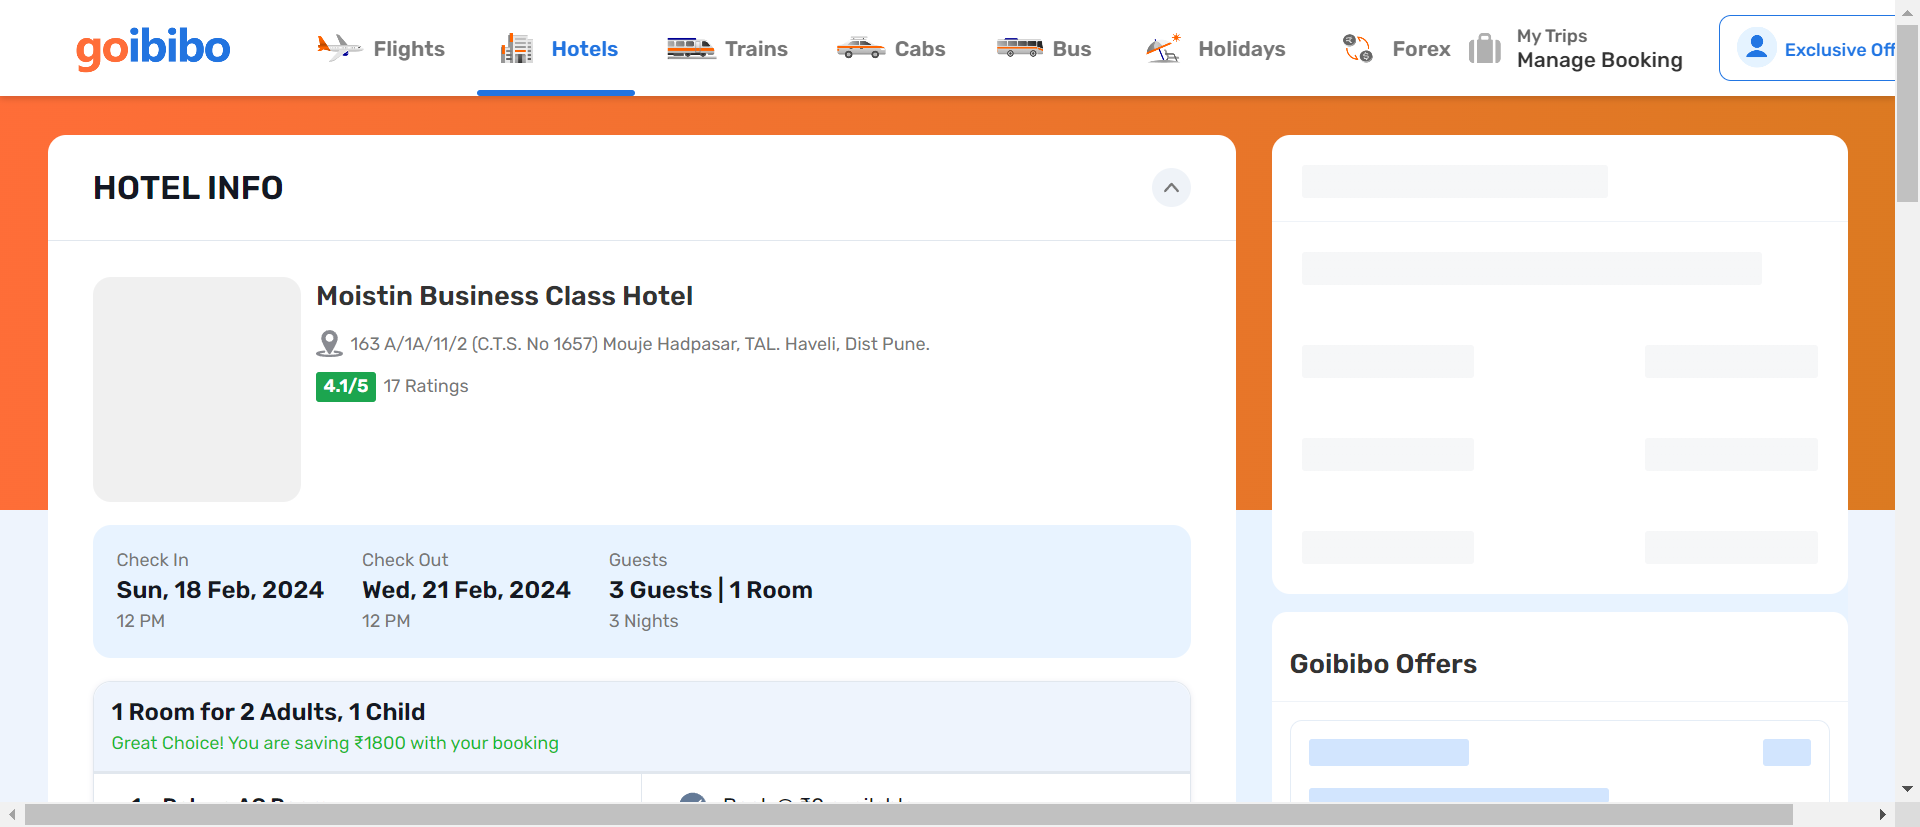 goibibo
Flights
Hotels
Trains
Cabs
Bus
Holidays
Forex
My Trips
Manage Booking
Exclusive Off
HOTEL INFO
Moistin Business Class Hotel
163 A/1A/11/2 (C.T.S. No 1657) Mouje Hadpasar, TAL. Haveli, Dist Pune.
4.1/5 17 Ratings
Check In
Sun, 18 Feb, 2024
12 PM
Check Out
Wed, 21 Feb, 2024
12 PM
Guests
3 Guests | 1 Room
3 Nights
1 Room for 2 Adults, 1 Child
Great Choice! You are saving ₹1800 with your booking
Goibibo Offers